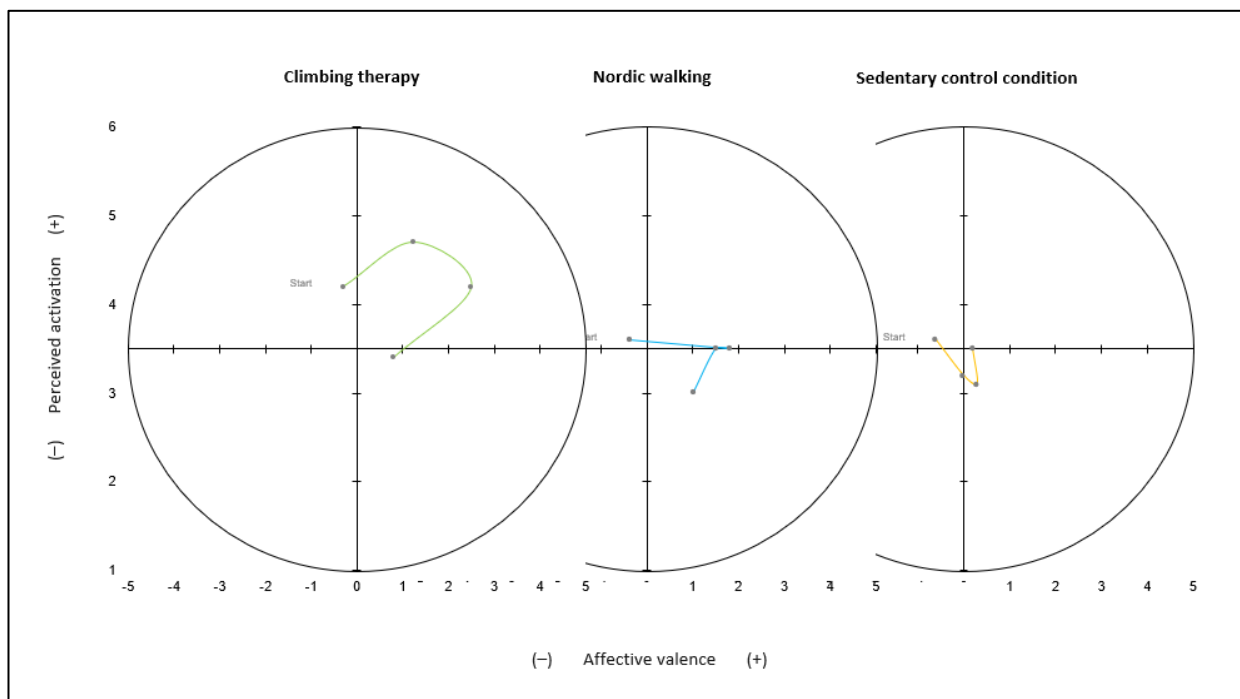 Climbing therapy
Nordic walking
Sedentary control condition
6
5
4
3
2
1
(–) Perceived activation (+)
Start
art
Start
-5 -4 -3 -2 -1 0 1 2 3 4 5
1 2 3 4 5
0 1 2 3 4 5
(–) Affective valence (+)